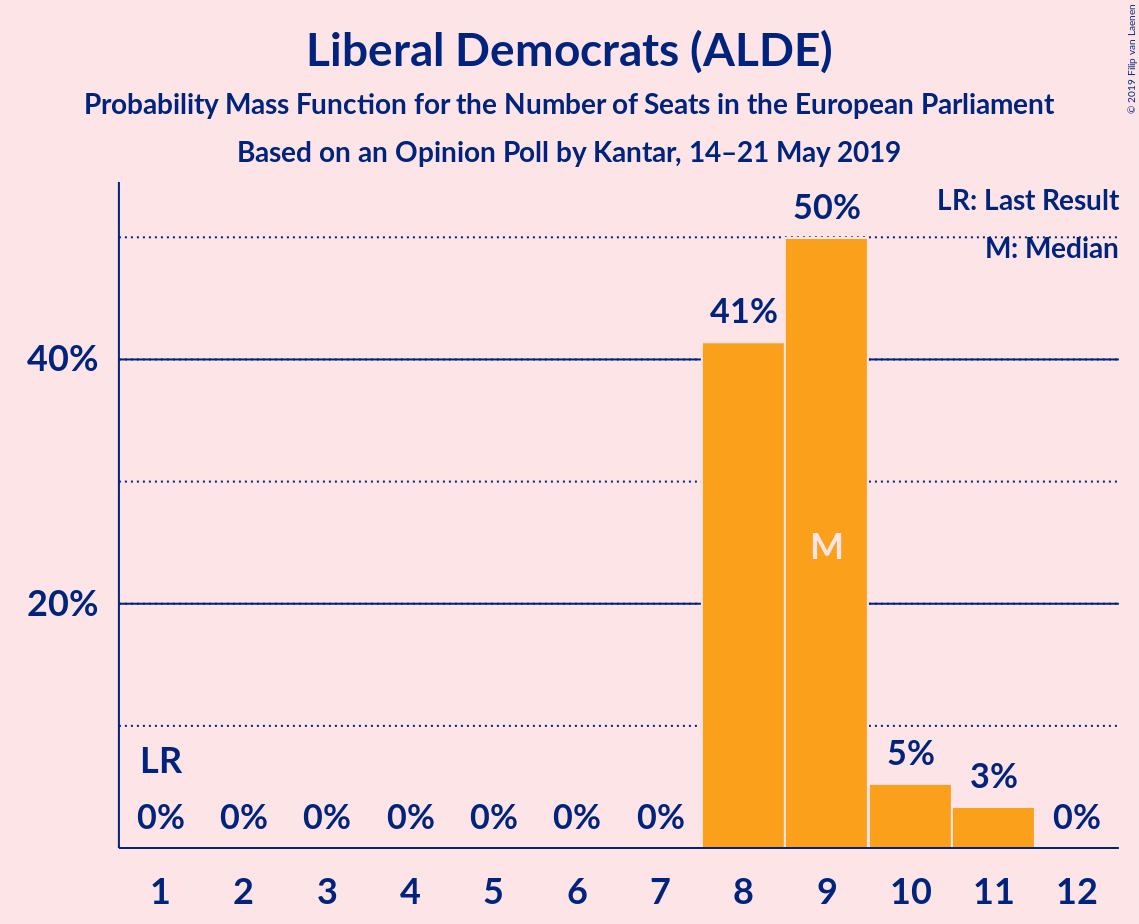 Liberal Democrats (ALDE)
Probability Mass Function for the Number of Seats in the European Parliament
Based on an Opinion Poll by Kantar, 14–21 May 2019
© 2019 Filip van Laenen
LR: Last Result
M: Median
50%
41%
40%
M
20%
LR
5%
3%
0% 0% 0% 0% 0% 0% 0% 0%
1 2 3 4 5 6 7 8 9 10 11 12